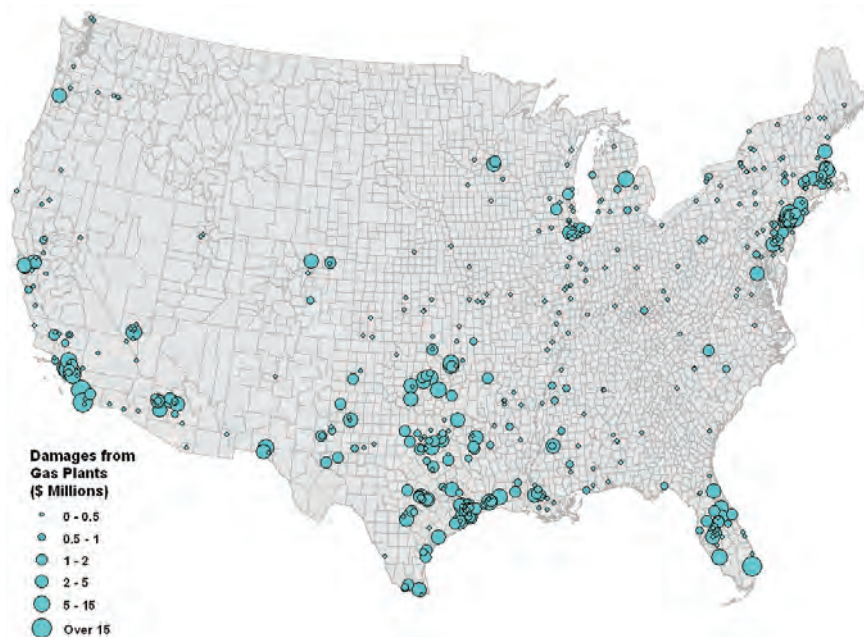 Damages from
Gas Plants
($ Millions)
0 - 0.5
0.5 - 1
1 - 2
2 - 5
5 - 15
Over 15